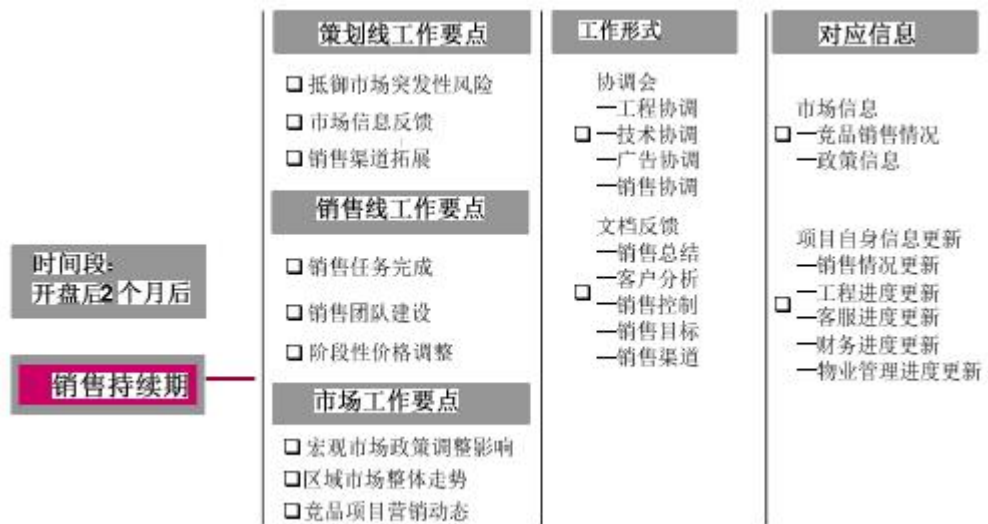 时间段：
开盘后2个月后
销售持续期
策划线工作要点
❑ 抵御市场突发性风险
❑ 市场信息反馈
❑ 销售渠道拓展
销售线工作要点
❑ 销售任务完成
❑ 销售团队建设
❑ 阶段性价格调整
市场工作要点
❑ 宏观市场政策调整影响
❑ 区域市场整体走势
❑ 竞品项目营销动态
工作形式
协调会
—工程协调
❑ —技术协调
—广告协调
—销售协调
文档反馈
—销售总结
—客户分析
❑ —销售控制
—销售目标
—销售渠道
对应信息
市场信息
❑ —竞品销售情况
—政策信息
项目自身信息更新
—销售情况更新
❑ —工程进度更新
—客服进度更新
—财务进度更新
—物业管理进度更新